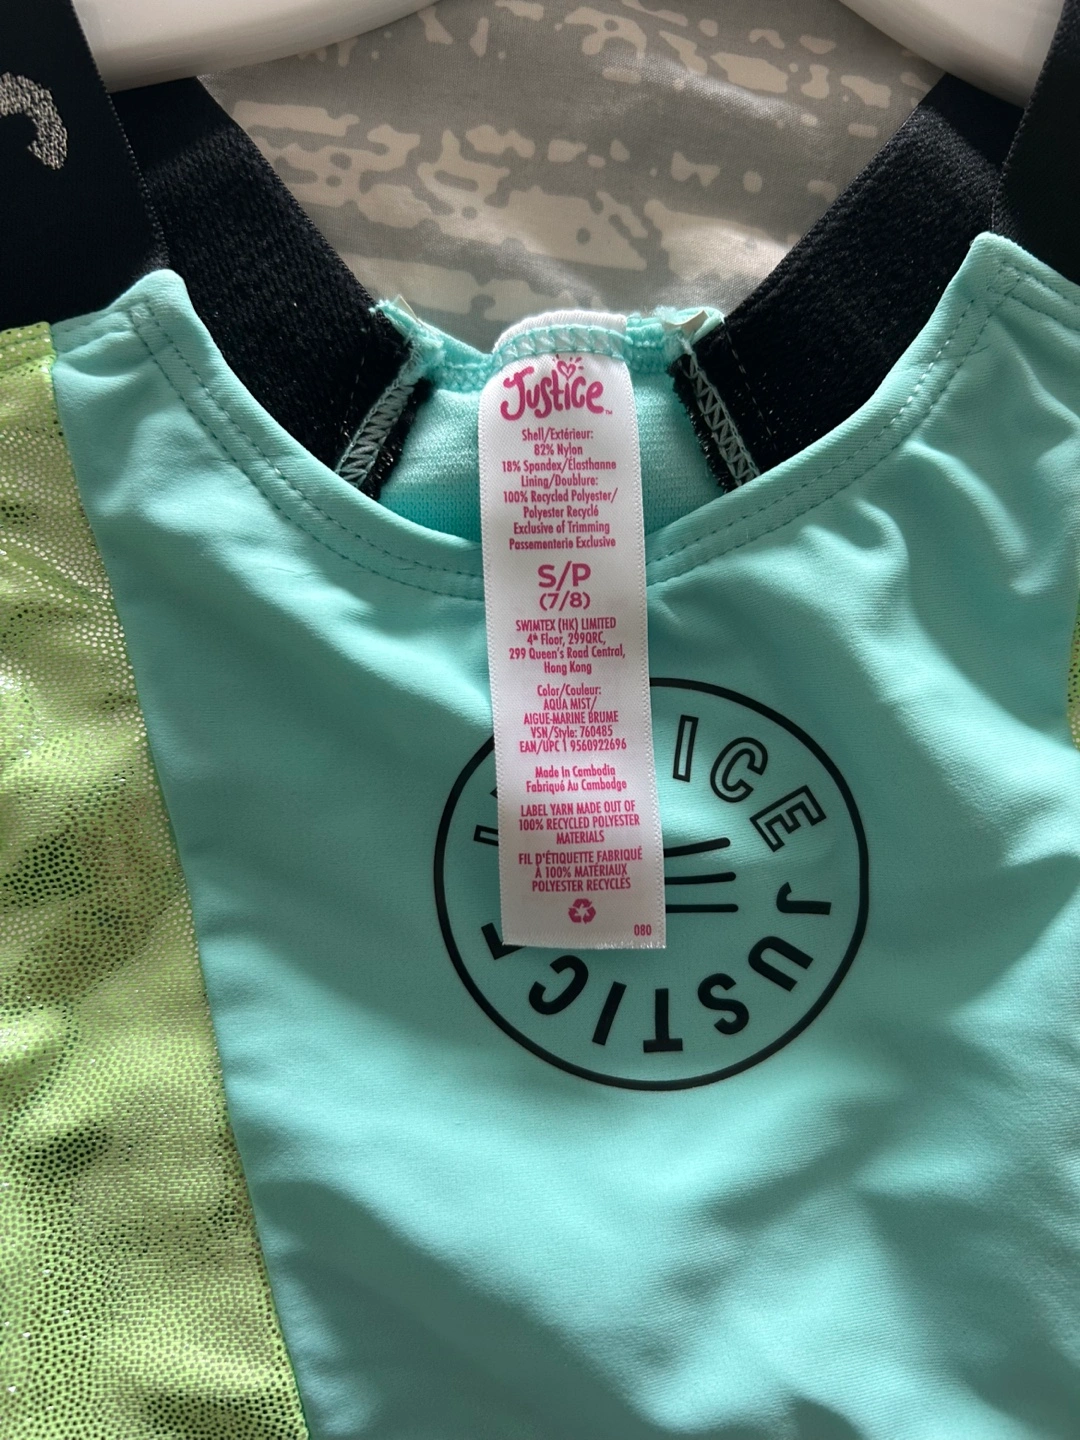 Justice™
Shell/Extérieur:
82% Nylon
18% Spandex/Élasthanne
Lining/Doublure:
100% Recycled Polyester/
Polyester Recyclé
Exclusive of Trimming
Passementerie Exclusive
S/P
(7/8)
SWIMTEX (HK) LIMITED
4th Floor, 299QRC,
299 Queen's Road Central,
Hong Kong
Color/Couleur:
AQUA MIST/
AIGUE-MARINE BRUME
VSN/Style: 760485
EAN/UPC 1 9560922696
Made in Cambodia
Fabriqué Au Cambodge
LABEL YARN MADE OUT OF
100% RECYCLED POLYESTER
MATERIALS
FIL D'ÉTIQUETTE FABRIQUÉ
À 100% MATÉRIAUX
POLYESTER RECYCLÉS
080
ICE
JUSTICE